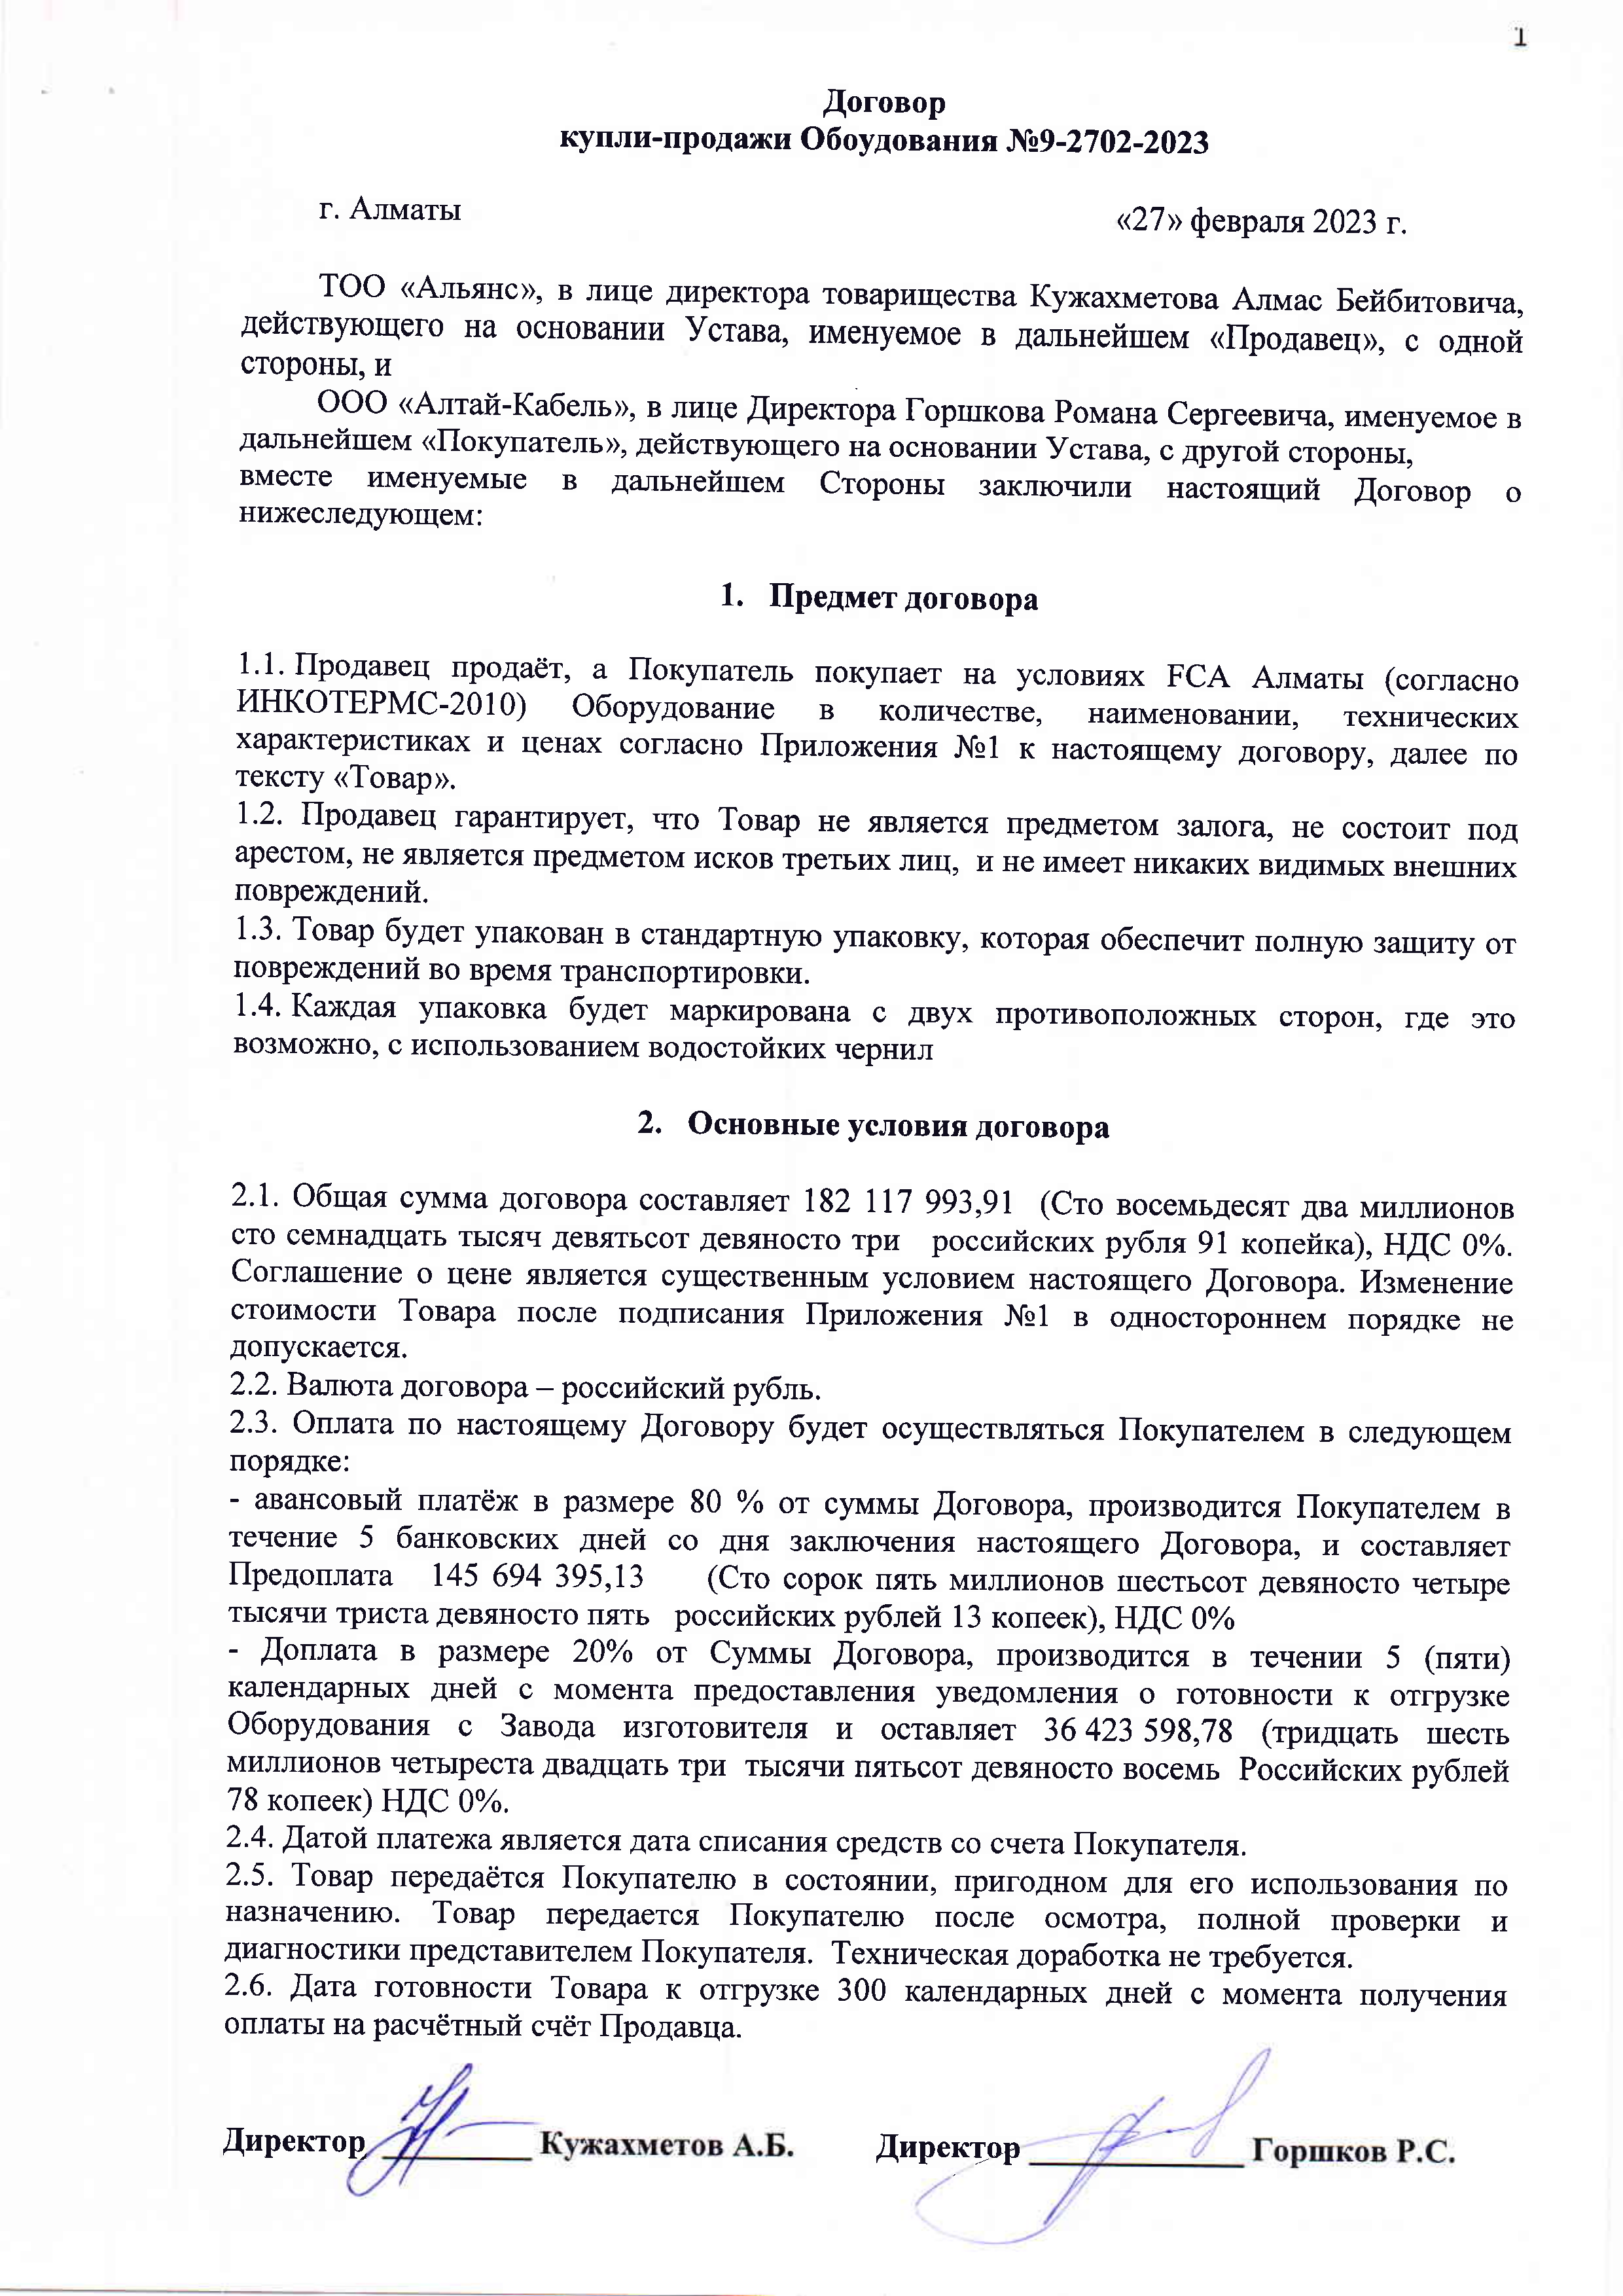 1
Договор
купли-продажи Обоудования №9-2702-2023
г. Алматы «27» февраля 2023 г.
ТОО «Альянс», в лице директора товарищества Кужахметова Алмас Бейбитовича,
действующего на основании Устава, именуемое в дальнейшем «Продавец», с одной
стороны, и
ООО «Алтай-Кабель», в лице Директора Горшкова Романа Сергеевича, именуемое в
дальнейшем «Покупатель», действующего на основании Устава, с другой стороны,
вместе именуемые в дальнейшем Стороны заключили настоящий Договор о
нижеследующем:
1. Предмет договора
1.1. Продавец продаёт, а Покупатель покупает на условиях FCA Алматы (согласно
ИНКОТЕРМС-2010) Оборудование в количестве, наименовании, технических
характеристиках и ценах согласно Приложения №1 к настоящему договору, далее по
тексту «Товар».
1.2. Продавец гарантирует, что Товар не является предметом залога, не состоит под
арестом, не является предметом исков третьих лиц, и не имеет никаких видимых внешних
повреждений.
1.3. Товар будет упакован в стандартную упаковку, которая обеспечит полную защиту от
повреждений во время транспортировки.
1.4. Каждая упаковка будет маркирована с двух противоположных сторон, где это
возможно, с использованием водостойких чернил
2. Основные условия договора
2.1. Общая сумма договора составляет 182 117 993,91 (Сто восемьдесят два миллионов
сто семнадцать тысяч девятьсот девяносто три российских рубля 91 копейка), НДС 0%.
Соглашение о цене является существенным условием настоящего Договора. Изменение
стоимости Товара после подписания Приложения №1 в одностороннем порядке не
допускается.
2.2. Валюта договора – российский рубль.
2.3. Оплата по настоящему Договору будет осуществляться Покупателем в следующем
порядке:
- авансовый платёж в размере 80 % от суммы Договора, производится Покупателем в
течение 5 банковских дней со дня заключения настоящего Договора, и составляет
Предоплата 145 694 395,13 (Сто сорок пять миллионов шестьсот девяносто четыре
тысячи триста девяносто пять российских рублей 13 копеек), НДС 0%
- Доплата в размере 20% от Суммы Договора, производится в течении 5 (пяти)
календарных дней с момента предоставления уведомления о готовности к отгрузке
Оборудования с Завода изготовителя и оставляет 36 423 598,78 (тридцать шесть
миллионов четыреста двадцать три тысячи пятьсот девяносто восемь Российских рублей
78 копеек) НДС 0%.
2.4. Датой платежа является дата списания средств со счета Покупателя.
2.5. Товар передаётся Покупателю в состоянии, пригодном для его использования по
назначению. Товар передается Покупателю после осмотра, полной проверки и
диагностики представителем Покупателя. Техническая доработка не требуется.
2.6. Дата готовности Товара к отгрузке 300 календарных дней с момента получения
оплаты на расчётный счёт Продавца.
Директор _________ Кужахметов А.Б. Директор _____________ Горшков Р.С.